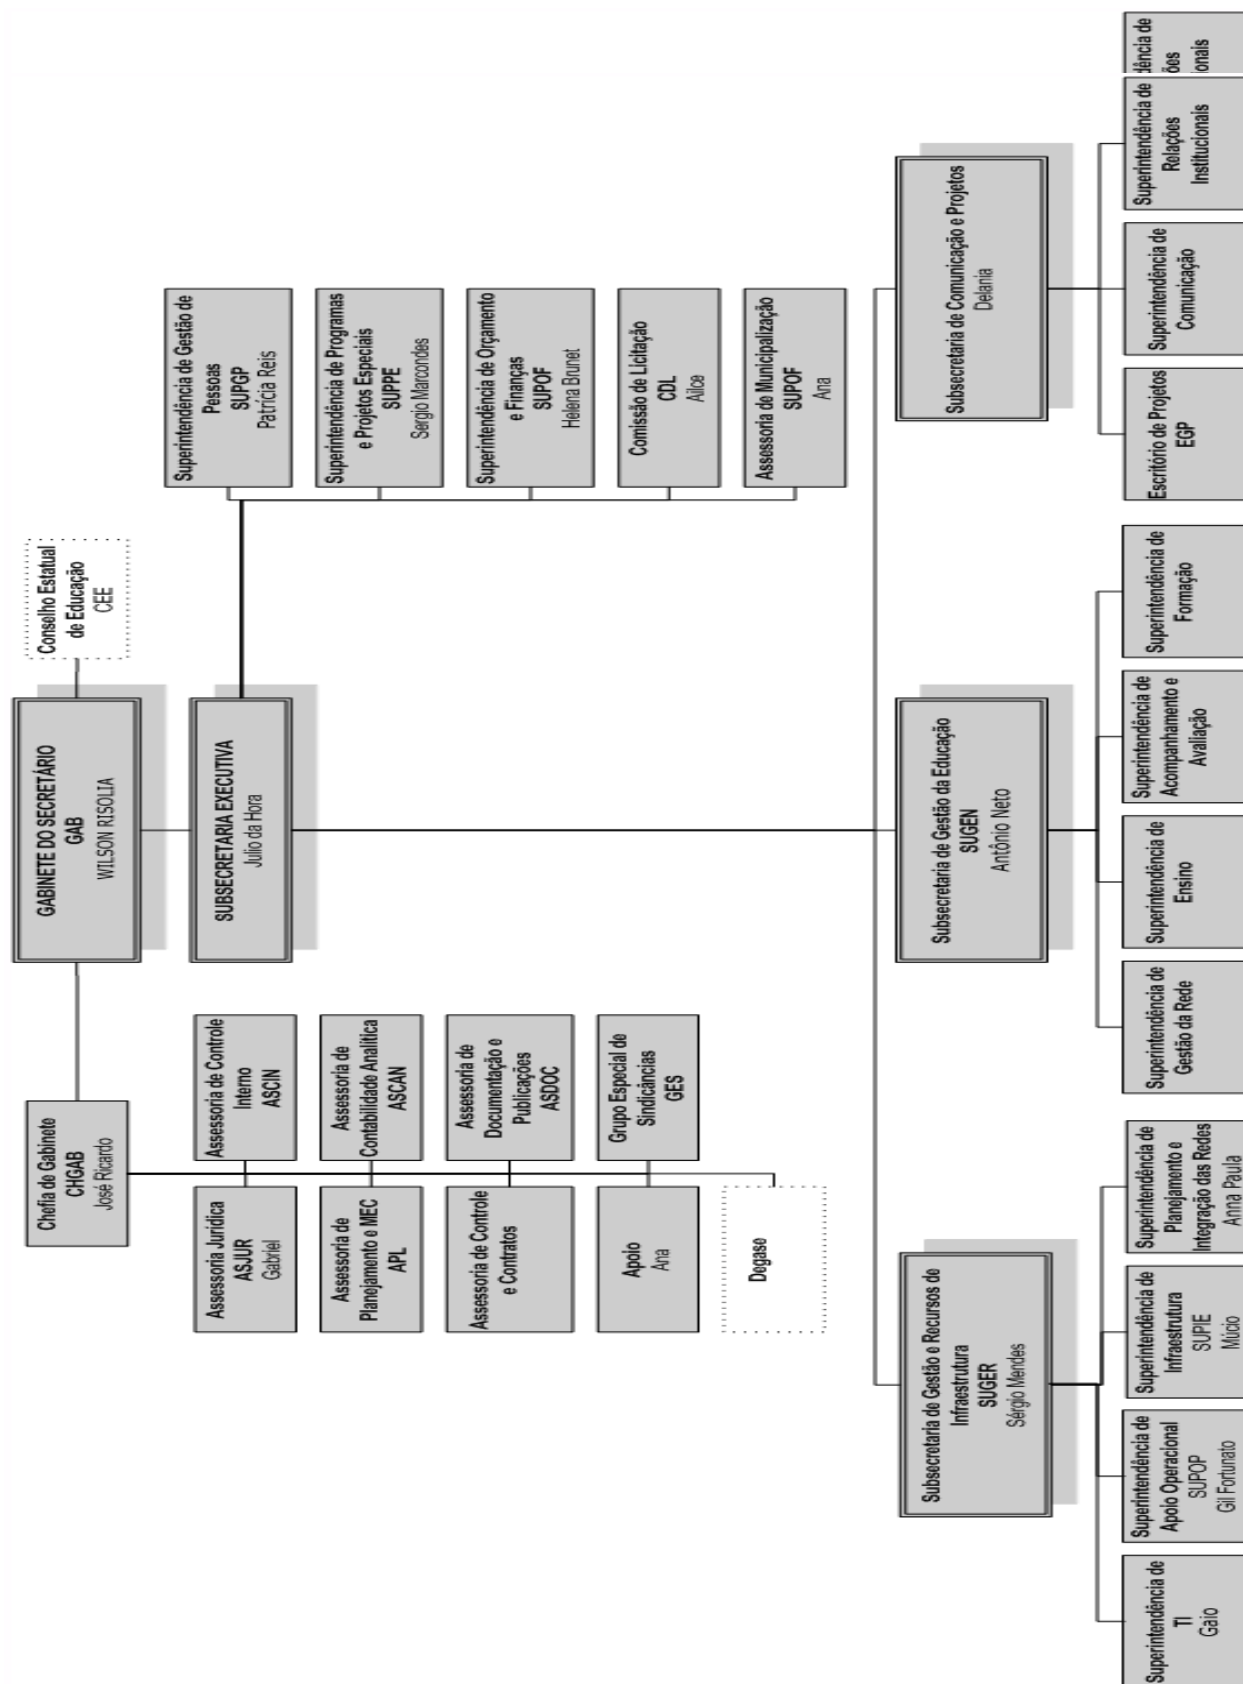 GABINETE DO SECRETÁRIO
GAB
WILSON RISOLIA
Conselho Estatual
de Educação
CEE
Chefia de Gabinete
CHGAB
José Ricardo
SUBSECRETARIA EXECUTIVA
Julio da Hora
Assessoria Jurídica
ASJUR
Gabriel
Assessoria de Controle
Interno
ASCIN
Assessoria de
Planejamento e MEC
APL
Assessoria de
Contabilidade Analítica
ASCAN
Assessoria de Controle
e Contratos
Assessoria de
Documentação e
Publicações
ASDOC
Apoio
Ana
Grupo Especial de
Sindicâncias
GES
Degase
Superintendência de Gestão de
Pessoas
SUPGP
Patrícia Reis
Superintendência de Programas
e Projetos Especiais
SUPPE
Sergio Marcondes
Superintendência de Orçamento
e Finanças
SUPOF
Helena Brunet
Comissão de Licitação
CDL
Ailce
Assessoria de Municipalização
SUPOF
Ana
Subsecretaria de Gestão e Recursos de
Infraestrutura
SUGER
Sérgio Mendes
Subsecretaria de Gestão da Educação
SUGEN
Antônio Neto
Subsecretaria de Comunicação e Projetos
Delania
Superintendência de
TI
Gaio
Superintendência de
Apoio Operacional
SUPOP
Gil Fortunato
Superintendência de
Infraestrutura
SUPIE
Múcio
Superintendência de
Planejamento e
Integração das Redes
Anna Paula
Superintendência de
Gestão da Rede
Superintendência de
Ensino
Superintendência de
Acompanhamento e
Avaliação
Superintendência de
Formação
Escritório de Projetos
EGP
Superintendência de
Comunicação
Superintendência de
Relações
Institucionais
dência de
ões
ionais